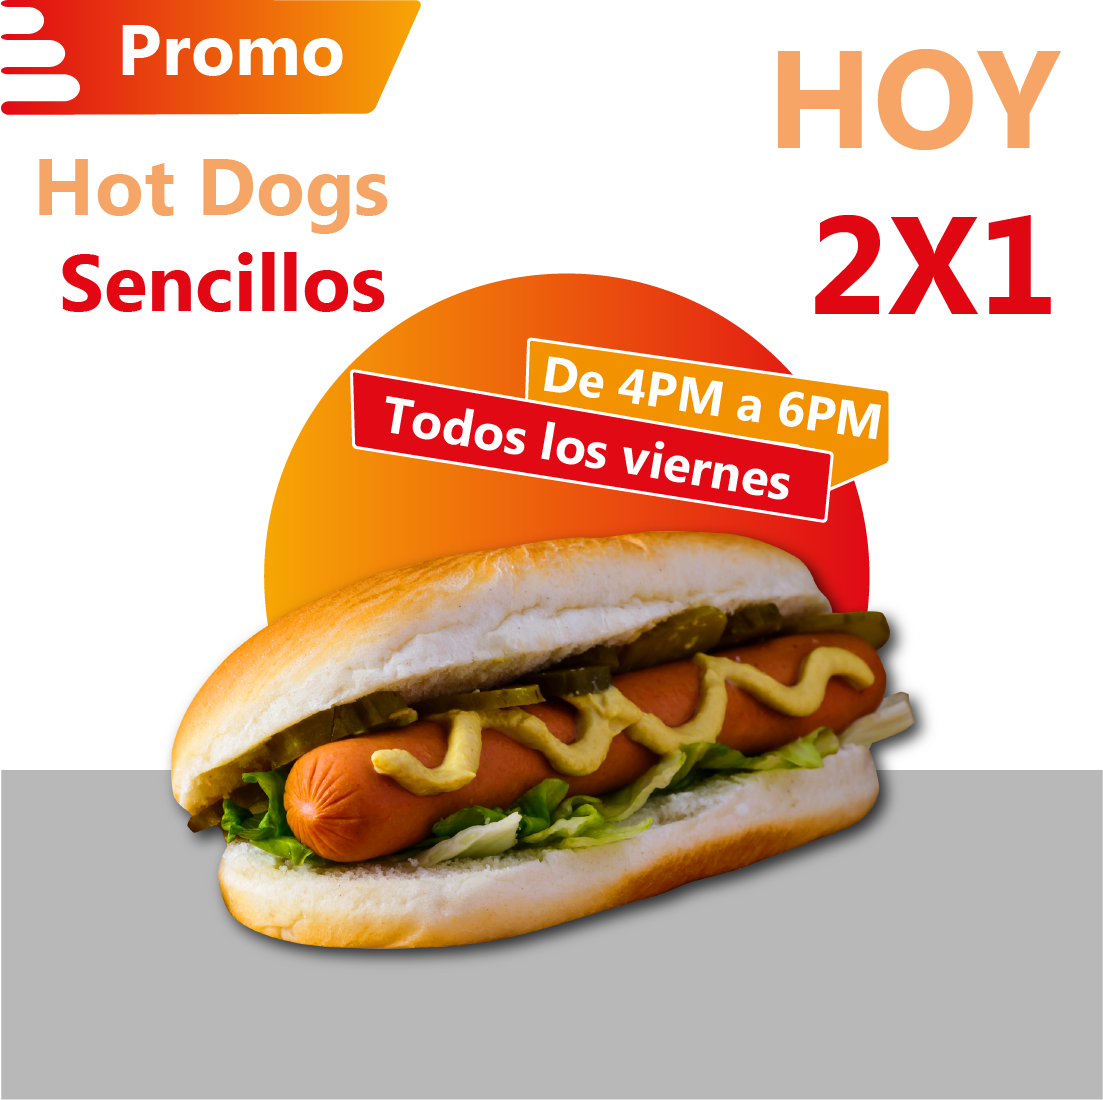 Promo
HOY
Hot Dogs
Sencillos
2X1
De 4PM a 6PM
Todos los viernes